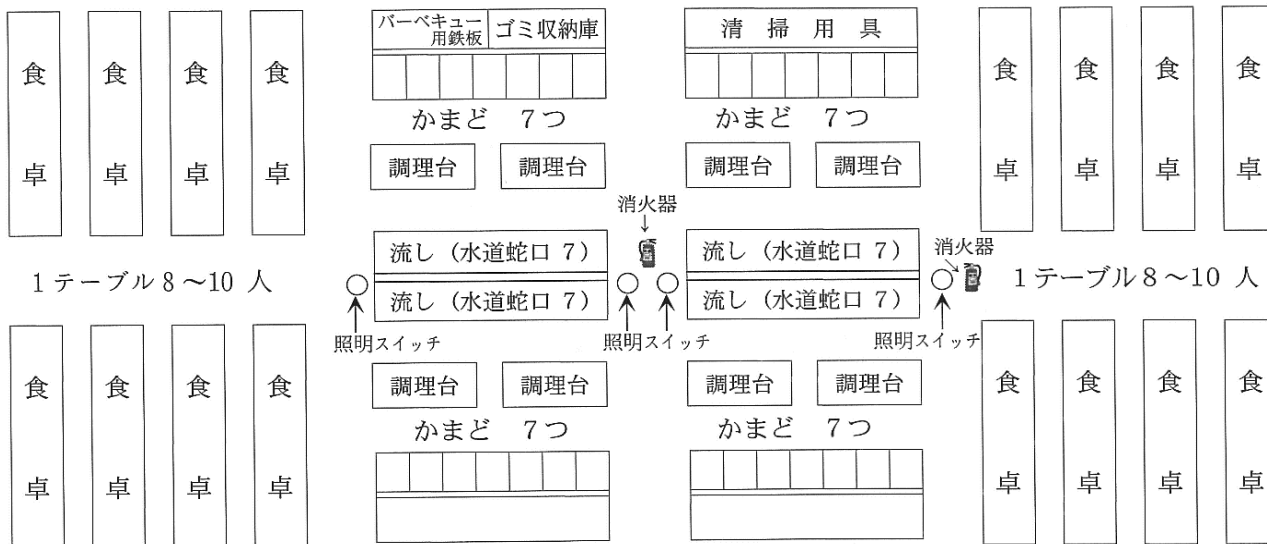 バーベキュー用鉄板
ゴミ収納庫
清掃用具
食卓
食卓
食卓
食卓
かまど 7つ
かまど 7つ
食卓
食卓
食卓
食卓
調理台
調理台
調理台
調理台
消火器
流し (水道蛇口 7)
流し (水道蛇口 7)
消火器
1テーブル8〜10人
流し (水道蛇口 7)
流し (水道蛇口 7)
1テーブル8〜10人
照明スイッチ
照明スイッチ
照明スイッチ
食卓
食卓
食卓
食卓
調理台
調理台
調理台
調理台
かまど 7つ
かまど 7つ
食卓
食卓
食卓
食卓